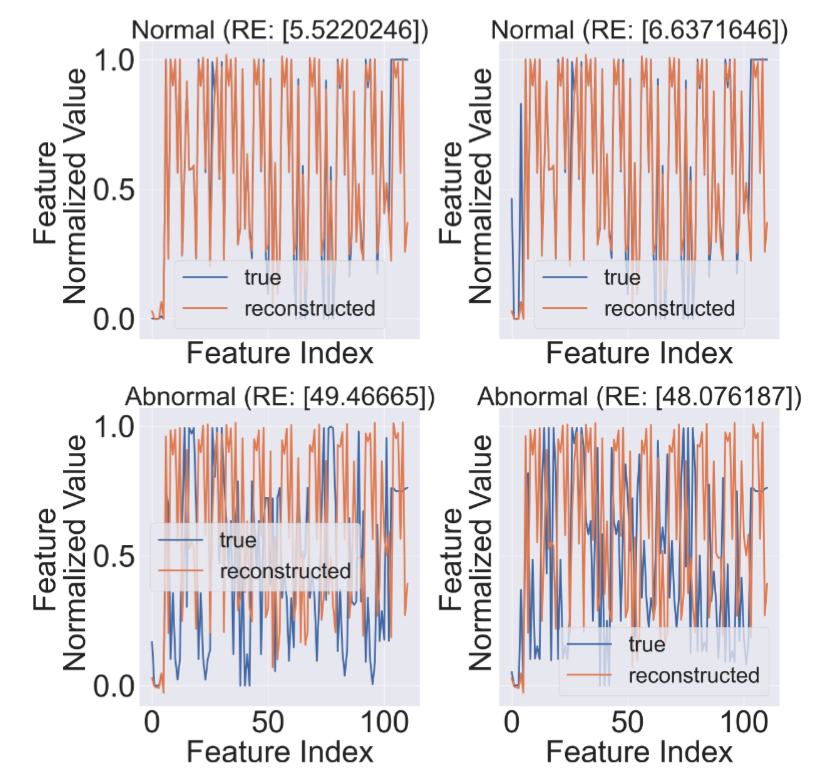 Normal (RE: [5.5220246])
Normal (RE: [6.6371646])
1.0
0.5
0.0
Feature
Normalized Value
Feature
Normalized Value
true
reconstructed
true
reconstructed
Feature Index
Feature Index
Abnormal (RE: [49.46665])
Abnormal (RE: [48.076187])
1.0
0.5
0.0
Feature
Normalized Value
Feature
Normalized Value
true
reconstructed
true
reconstructed
0 50 100
0 50 100
Feature Index
Feature Index